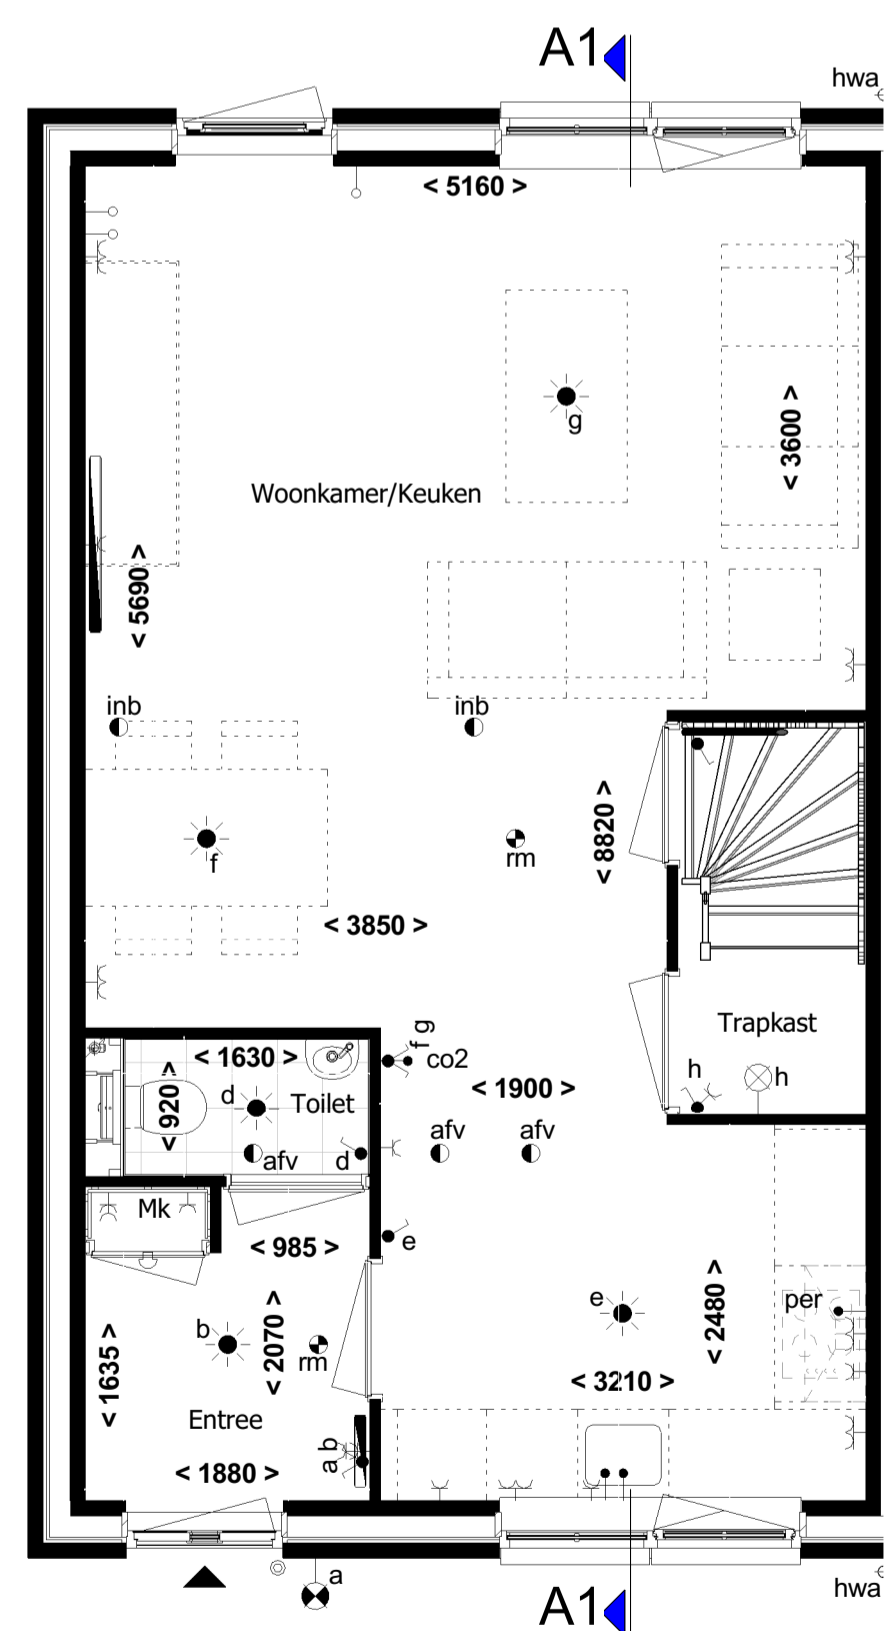 A1
hwa
< 5160 >
g
< 3600 >
Woonkamer/Keuken
< 5690 >
inb
inb
< 8820 >
rm
f
< 3850 >
Trapkast
f g
co2
< 1630 >
h
h
< 1900 >
d
< 920 >
Toilet
afv
afv
afv
d
Mk
e
< 985 >
e
< 2480 >
per
b
< 2070 >
rm
< 1635 >
< 3210 >
Entree
a b
< 1880 >
a
hwa
A1